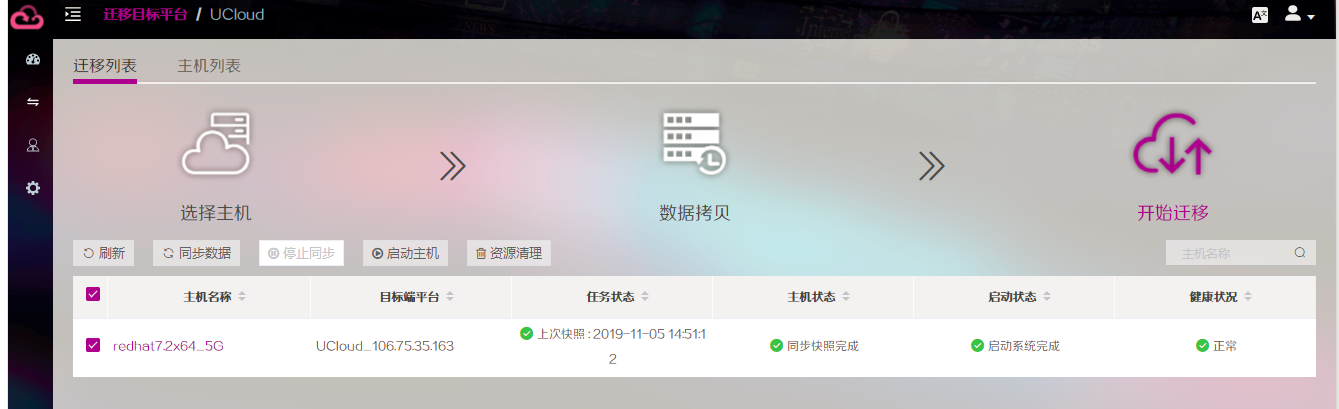 迁移目标平台 / UCloud
迁移列表 主机列表
选择主机 数据拷贝 开始迁移
刷新 同步数据 停止同步 启动主机 资源清理 主机名称
主机名称 目标端平台 任务状态 主机状态 启动状态 健康状况
redhat7.2x64_5G UCloud_106.75.35.163 上次快照 : 2019-11-05 14:51:1 同步快照完成 启动系统完成 正常
2